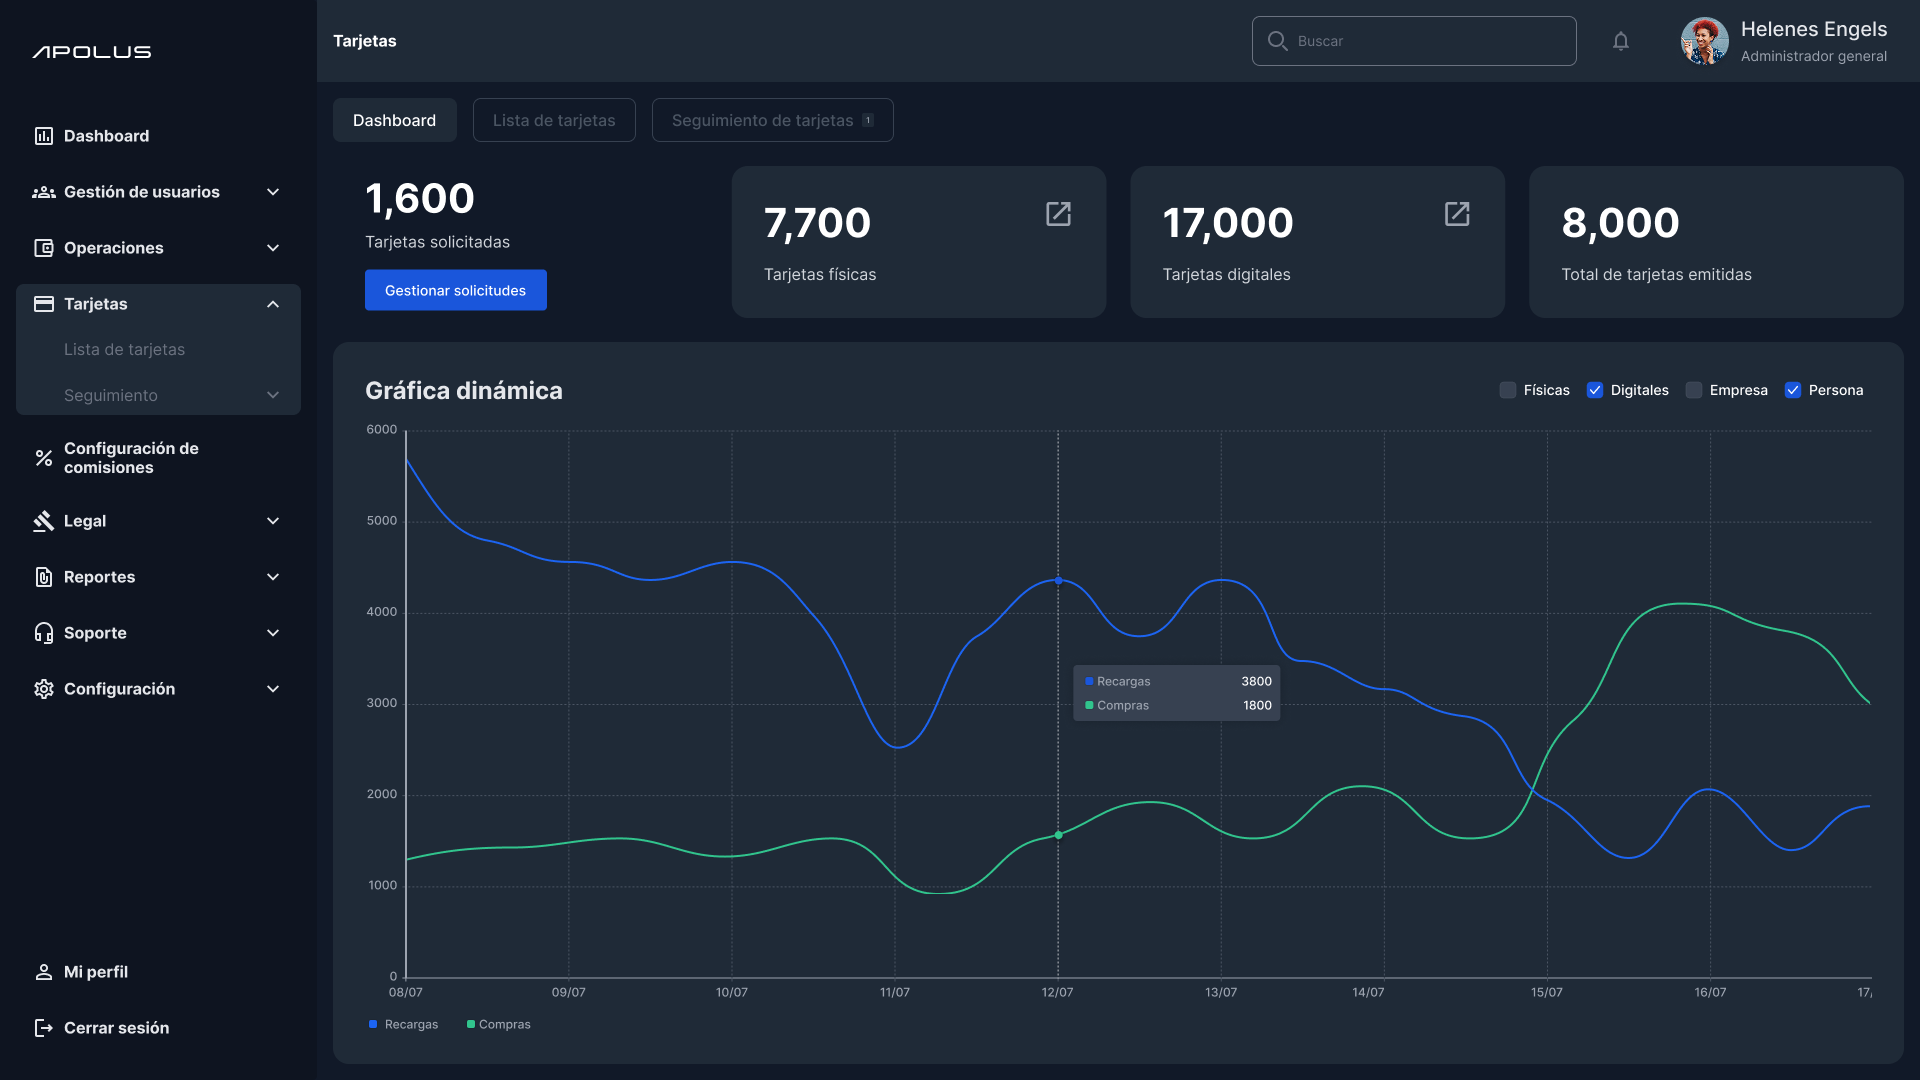 APOLUS
Dashboard
Gestión de usuarios
Operaciones
Tarjetas
Lista de tarjetas
Seguimiento
Configuración de
comisiones
Legal
Reportes
Soporte
Configuración
Mi perfil
Cerrar sesión
Tarjetas
Buscar
Helenes Engels
Administrador general
Dashboard
Lista de tarjetas
Seguimiento de tarjetas 1
1,600
Tarjetas solicitadas
Gestionar solicitudes
7,700
Tarjetas físicas
17,000
Tarjetas digitales
8,000
Total de tarjetas emitidas
Gráfica dinámica
Físicas Digitales Empresa Persona
6000
5000
4000
3000
2000
1000
0
Recargas 3800
Compras 1800
08/07 09/07 10/07 11/07 12/07 13/07 14/07 15/07 16/07 17/
Recargas Compras